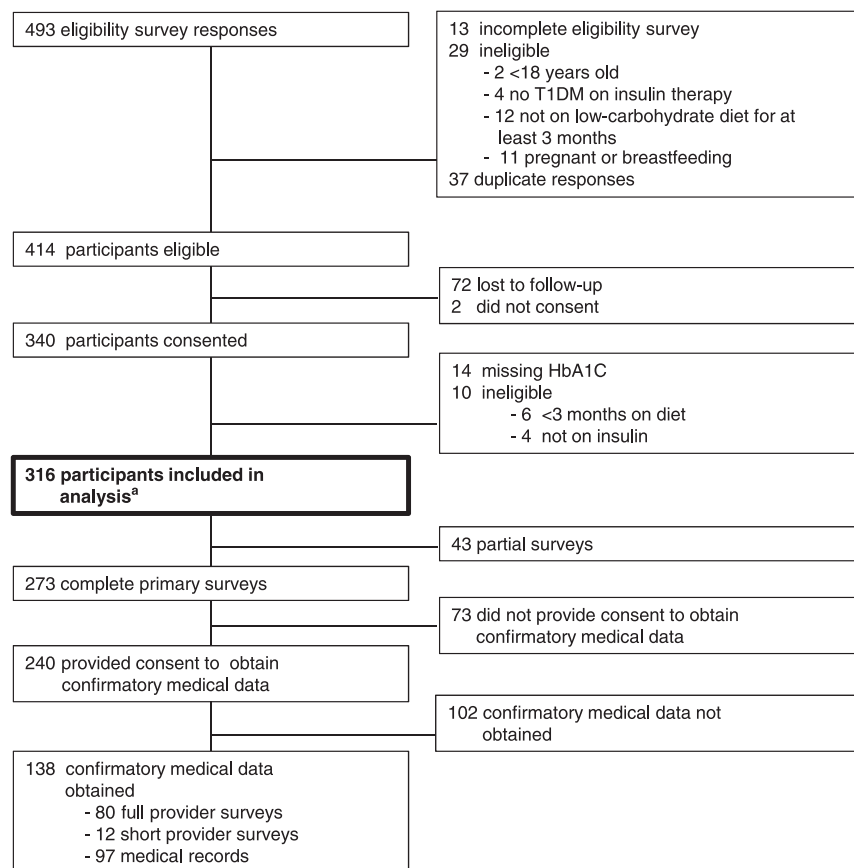 493 eligibility survey responses
13 incomplete eligibility survey
29 ineligible
- 2 <18 years old
- 4 no T1DM on insulin therapy
- 12 not on low-carbohydrate diet for at
least 3 months
- 11 pregnant or breastfeeding
37 duplicate responses
414 participants eligible
72 lost to follow-up
2 did not consent
340 participants consented
14 missing HbA1C
10 ineligible
- 6 <3 months on diet
- 4 not on insulin
316 participants included in
analysisᵃ
43 partial surveys
273 complete primary surveys
73 did not provide consent to obtain
confirmatory medical data
240 provided consent to obtain
confirmatory medical data
102 confirmatory medical data not
obtained
138 confirmatory medical data
obtained
- 80 full provider surveys
- 12 short provider surveys
- 97 medical records